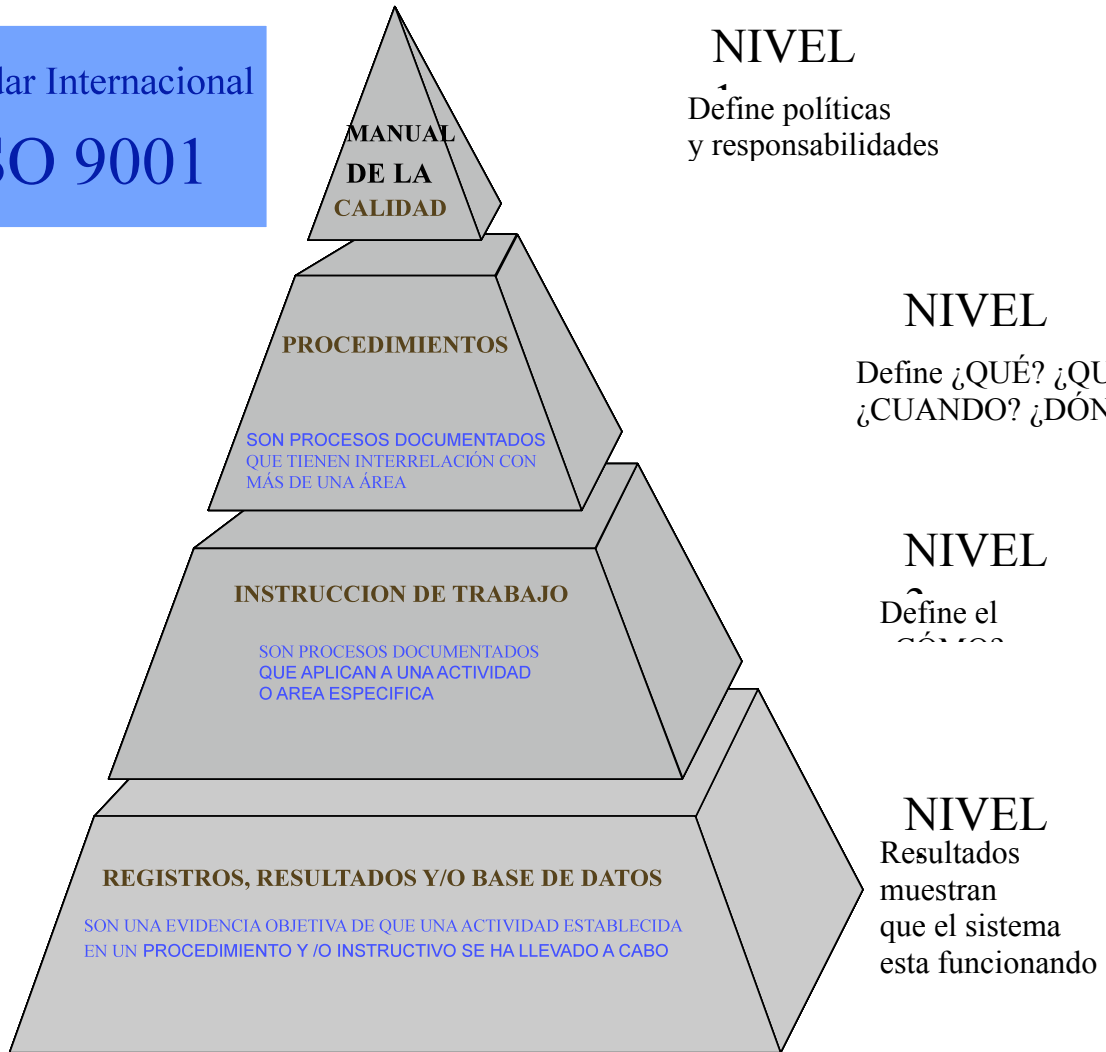 dar Internacional
SO 9001
MANUAL
DE LA
CALIDAD
NIVEL
Define políticas
y responsabilidades
PROCEDIMIENTOS
SON PROCESOS DOCUMENTADOS
QUE TIENEN INTERRELACIÓN CON
MÁS DE UNA ÁREA
NIVEL
Define ¿QUÉ? ¿QU
¿CUANDO? ¿DÓN
INSTRUCCION DE TRABAJO
SON PROCESOS DOCUMENTADOS
QUE APLICAN A UNA ACTIVIDAD
O AREA ESPECIFICA
NIVEL
Define el
REGISTROS, RESULTADOS Y/O BASE DE DATOS
SON UNA EVIDENCIA OBJETIVA DE QUE UNA ACTIVIDAD ESTABLECIDA
EN UN PROCEDIMIENTO Y /O INSTRUCTIVO SE HA LLEVADO A CABO
NIVEL
Resultados
muestran
que el sistema
esta funcionando